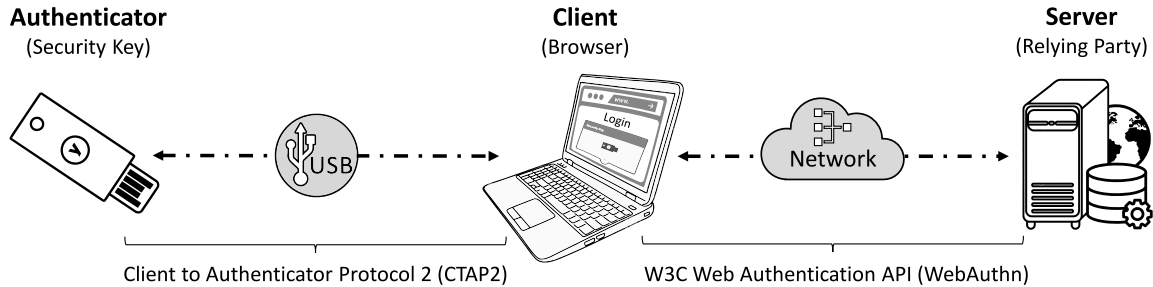 Authenticator
(Security Key)
Client
(Browser)
Server
(Relying Party)
USB
WWW.
Login
Network
Client to Authenticator Protocol 2 (CTAP2)
W3C Web Authentication API (WebAuthn)